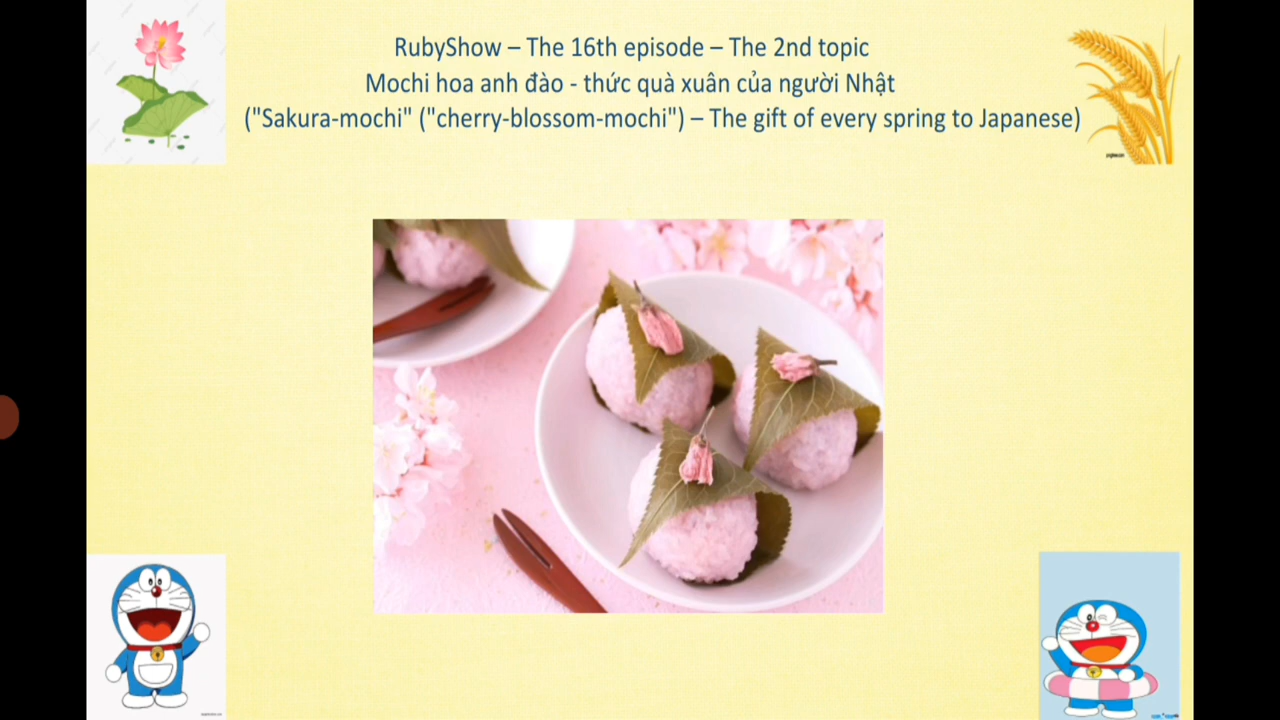 RubyShow – The 16th episode – The 2nd topic
Mochi hoa anh đào - thức quà xuân của người Nhật
("Sakura-mochi" ("cherry-blossom-mochi") – The gift of every spring to Japanese)